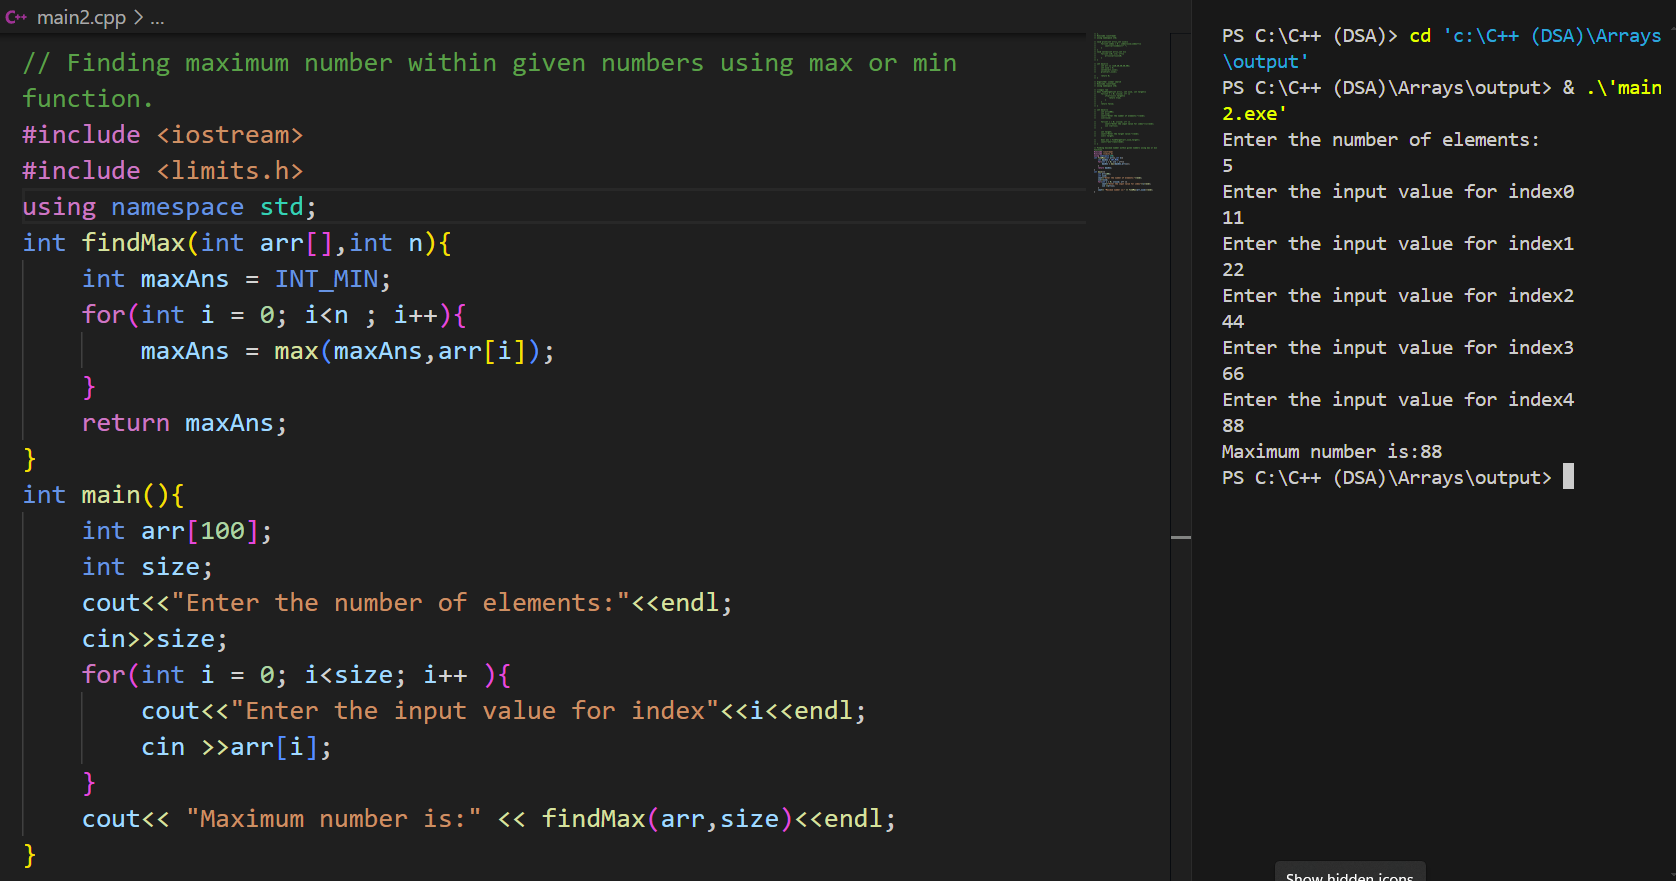 main2.cpp > ...
// Finding maximum number within given numbers using max or min
function.
#include <iostream>
#include <limits.h>
using namespace std;
int findMax(int arr[],int n){
    int maxAns = INT_MIN;
    for(int i = 0; i<n ; i++){
        maxAns = max(maxAns,arr[i]);
    }
    return maxAns;
}
int main(){
    int arr[100];
    int size;
    cout<<"Enter the number of elements:"<<endl;
    cin>>size;
    for(int i = 0; i<size; i++ ){
        cout<<"Enter the input value for index"<<i<<endl;
        cin >>arr[i];
    }
    cout<< "Maximum number is:" << findMax(arr,size)<<endl;
}
PS C:\C++ (DSA)> cd 'c:\C++ (DSA)\Arrays
\output'
PS C:\C++ (DSA)\Arrays\output> & .\'main
2.exe'
Enter the number of elements:
5
Enter the input value for index0
11
Enter the input value for index1
22
Enter the input value for index2
44
Enter the input value for index3
66
Enter the input value for index4
88
Maximum number is:88
PS C:\C++ (DSA)\Arrays\output>
Show hidden icons